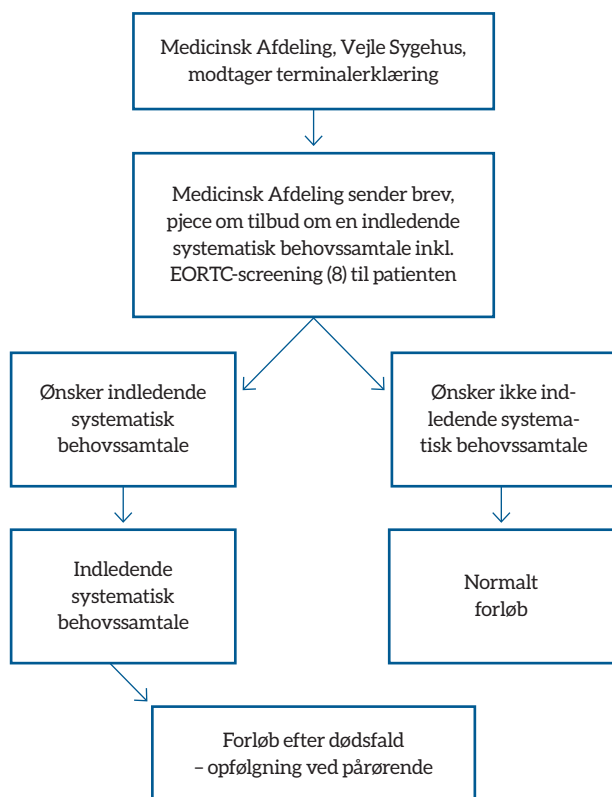 Medicinsk Afdeling, Vejle Sygehus,
modtager terminalerklæring
Medicinsk Afdeling sender brev,
pjece om tilbud om en indledende
systematisk behovssamtale inkl.
EORTC-screening (8) til patienten
Ønsker indledende
systematisk
behovssamtale
Ønsker ikke ind-
ledende systema-
tisk behovssamtale
Indledende
systematisk
behovssamtale
Normalt
forløb
Forløb efter dødsfald
– opfølgning ved pårørende